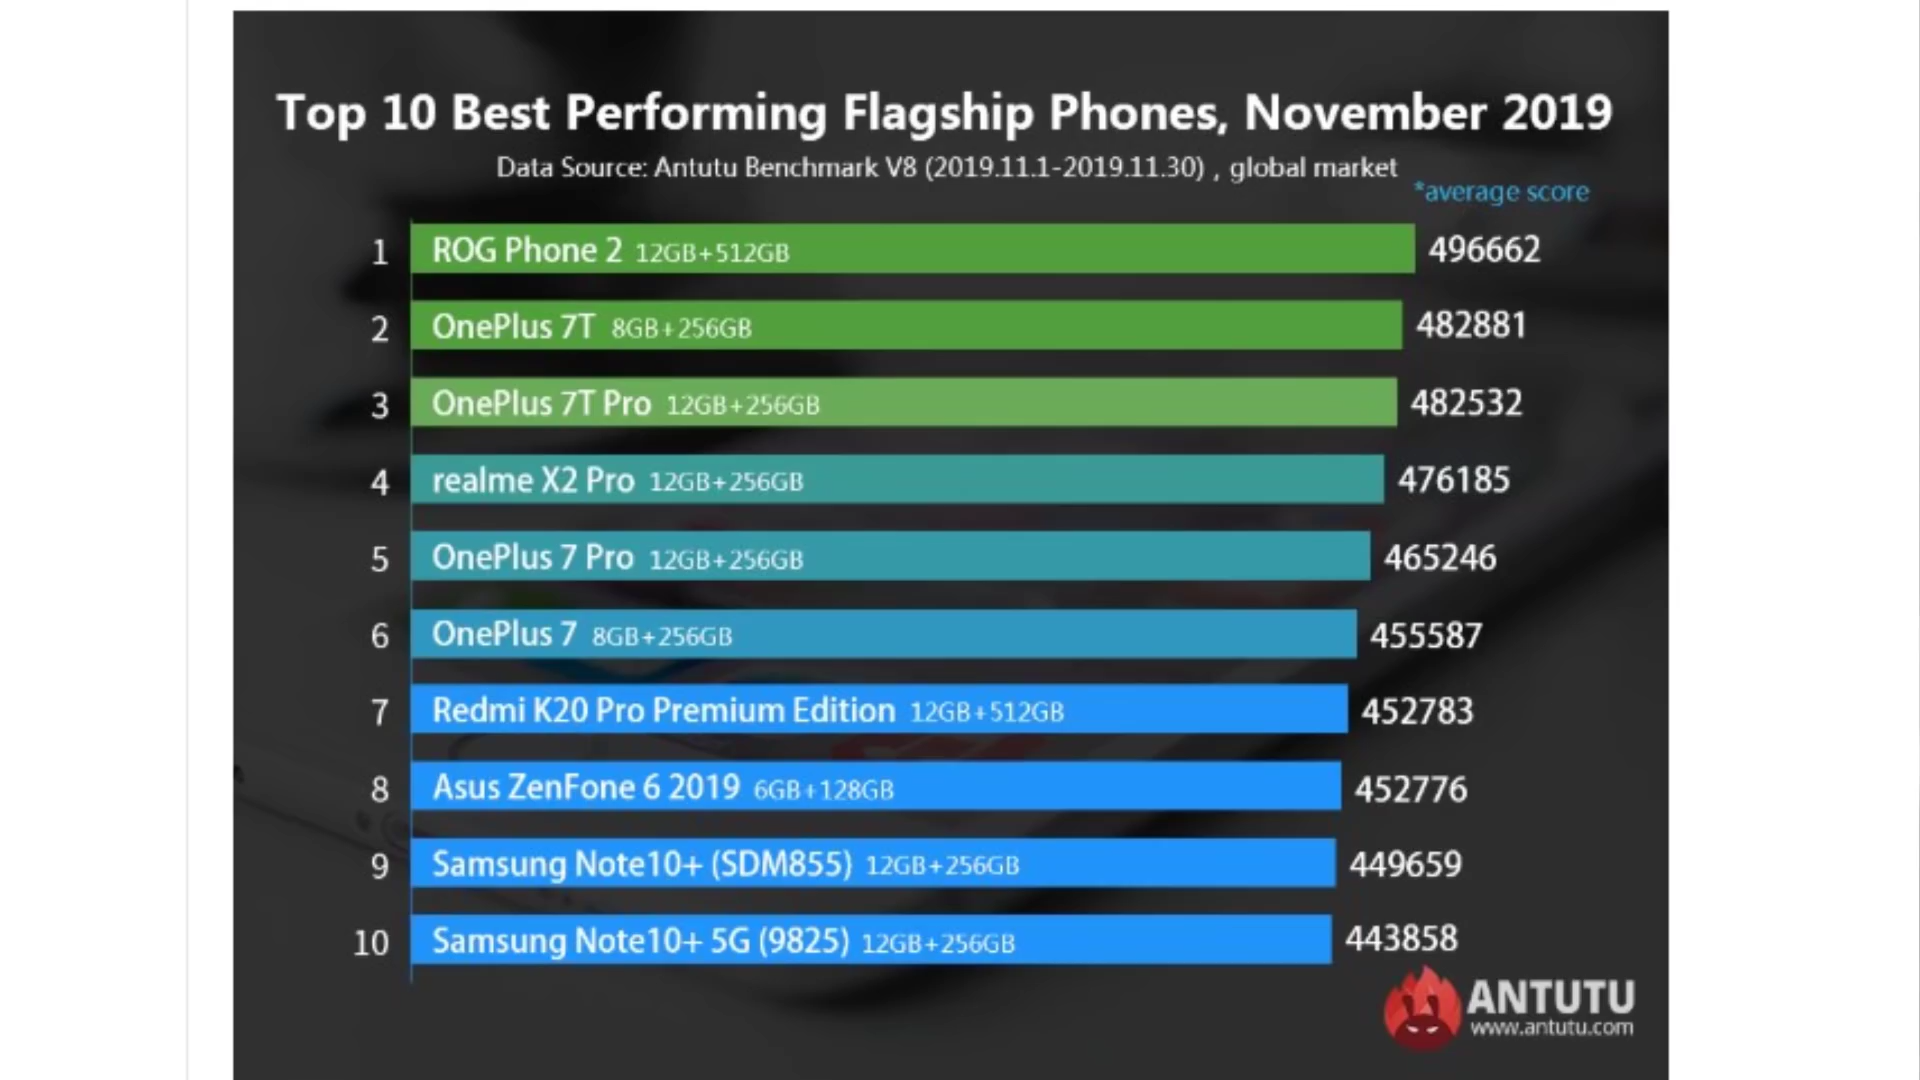 Top 10 Best Performing Flagship Phones, November 2019
Data Source: Antutu Benchmark V8 (2019.11.1-2019.11.30) , global market
*average score
1 ROG Phone 2 12GB+512GB 496662
2 OnePlus 7T 8GB+256GB 482881
3 OnePlus 7T Pro 12GB+256GB 482532
4 realme X2 Pro 12GB+256GB 476185
5 OnePlus 7 Pro 12GB+256GB 465246
6 OnePlus 7 8GB+256GB 455587
7 Redmi K20 Pro Premium Edition 12GB+512GB 452783
8 Asus ZenFone 6 2019 6GB+128GB 452776
9 Samsung Note10+ (SDM855) 12GB+256GB 449659
10 Samsung Note10+ 5G (9825) 12GB+256GB 443858
ANTUTU
www.antutu.com